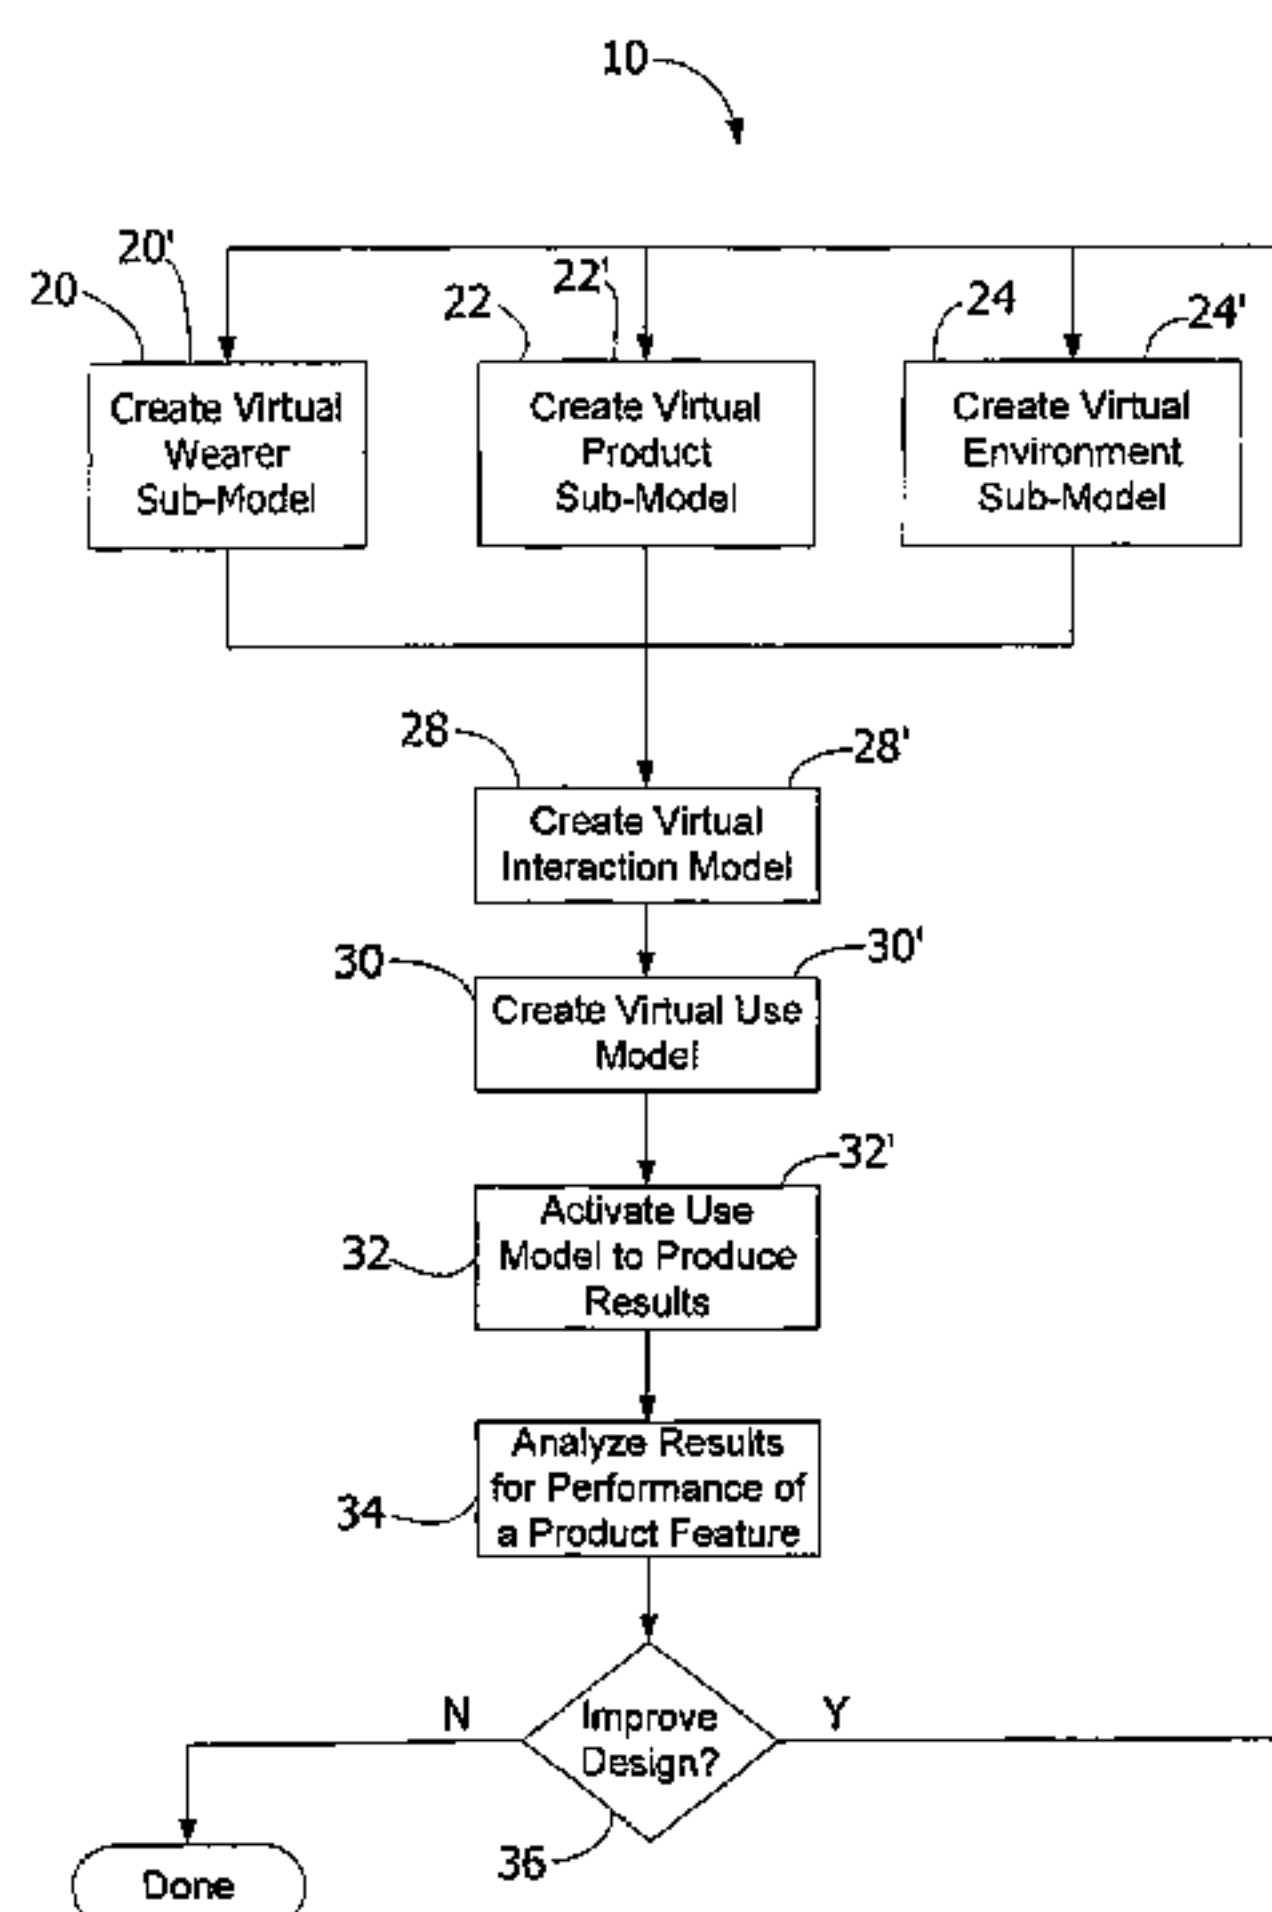 10
20'
20
22
22'
24
24'
Create Virtual
Wearer
Sub-Model
Create Virtual
Product
Sub-Model
Create Virtual
Environment
Sub-Model
28
28'
Create Virtual
Interaction Model
30
30'
Create Virtual Use
Model
32'
32
Activate Use
Model to Produce
Results
34
Analyze Results
for Performance of
a Product Feature
N
Y
Improve
Design?
36
Done